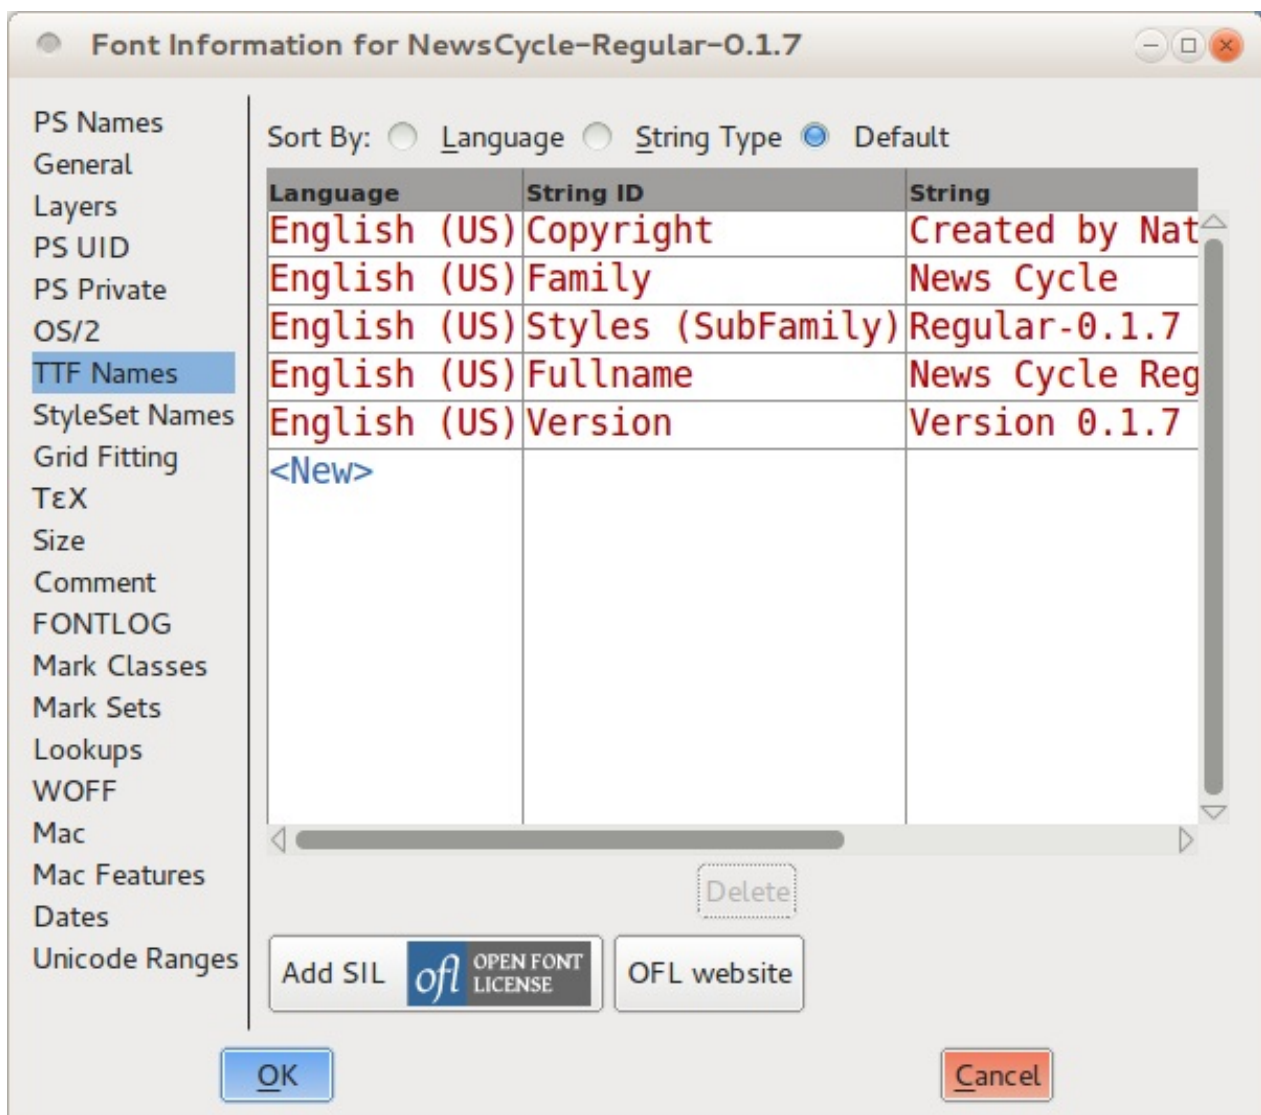 Font Information for NewsCycle-Regular-0.1.7
PS Names
General
Layers
PS UID
PS Private
OS/2
TTF Names
StyleSet Names
Grid Fitting
ΤεΧ
Size
Comment
FONTLOG
Mark Classes
Mark Sets
Lookups
WOFF
Mac
Mac Features
Dates
Unicode Ranges
Sort By: Language String Type Default
Language String ID String
English (US) Copyright Created by Nat
English (US) Family News Cycle
English (US) Styles (SubFamily) Regular-0.1.7
English (US) Fullname News Cycle Reg
English (US) Version Version 0.1.7
<New>
Delete
Add SIL ofl OPEN FONT LICENSE OFL website
OK Cancel